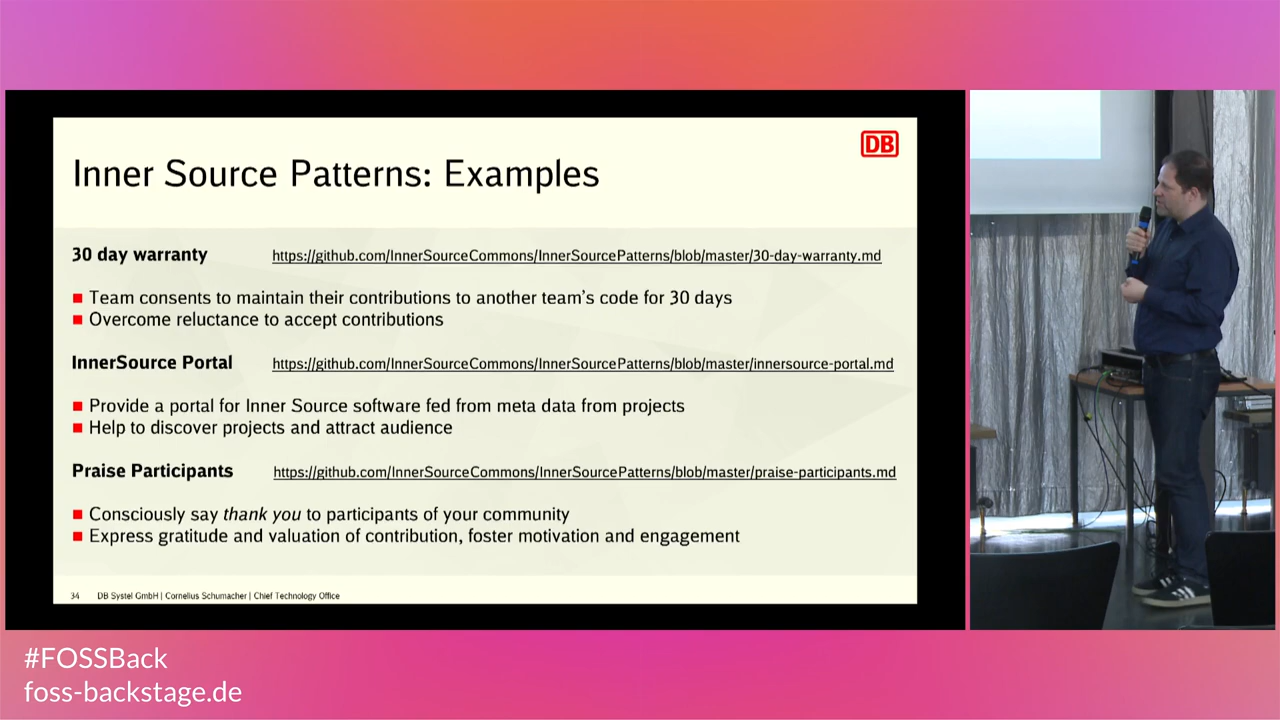 DB
Inner Source Patterns: Examples
30 day warranty https://github.com/InnerSourceCommons/InnerSourcePatterns/blob/master/30-day-warranty.md
Team consents to maintain their contributions to another team's code for 30 days
Overcome reluctance to accept contributions
InnerSource Portal https://github.com/InnerSourceCommons/InnerSourcePatterns/blob/master/innersource-portal.md
Provide a portal for Inner Source software fed from meta data from projects
Help to discover projects and attract audience
Praise Participants https://github.com/InnerSourceCommons/InnerSourcePatterns/blob/master/praise-participants.md
Consciously say thank you to participants of your community
Express gratitude and valuation of contribution, foster motivation and engagement
34 DB Systel GmbH | Cornelius Schumacher | Chief Technology Office
#FOSSBack
foss-backstage.de